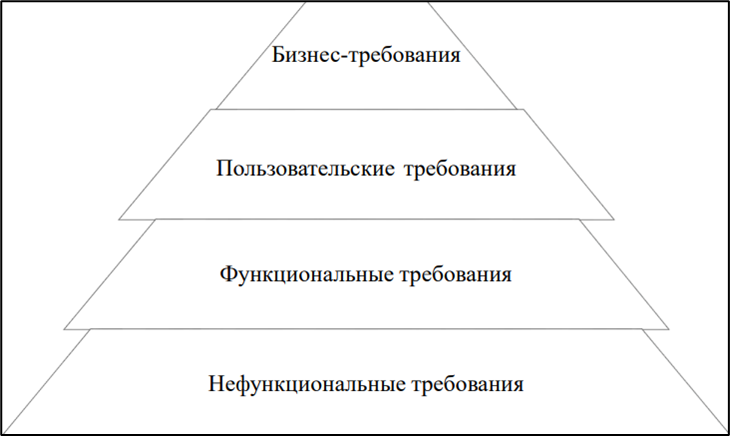 Бизнес-требования
Пользовательские требования
Функциональные требования
Нефункциональные требования